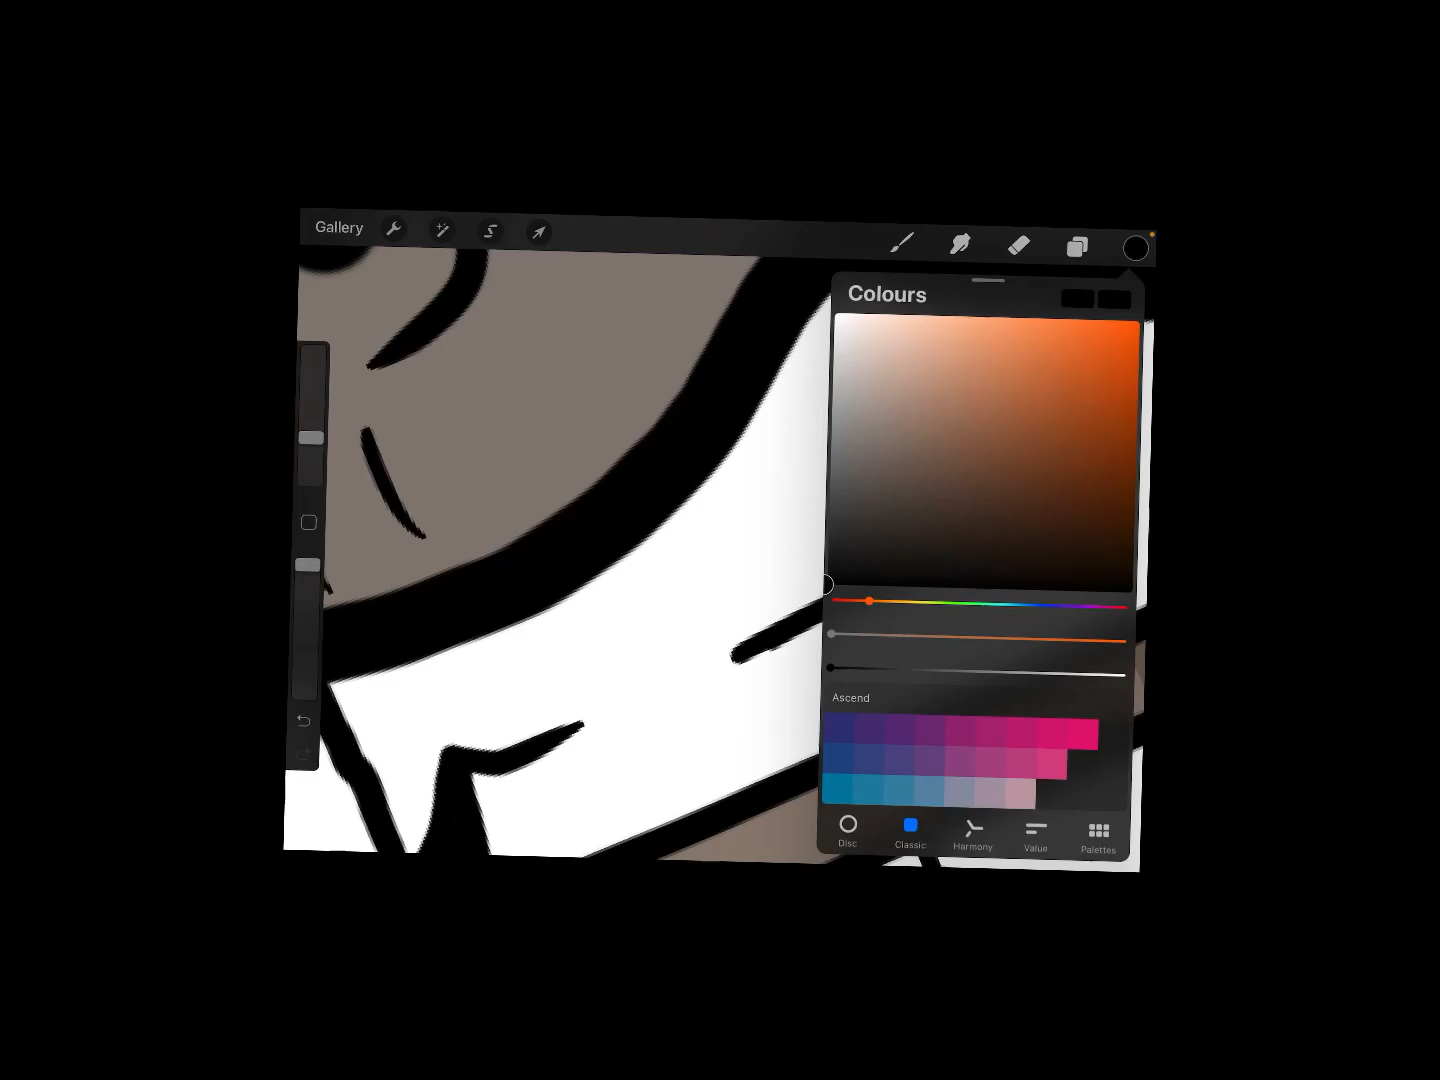 Gallery
Colours
Ascend
Disc
Classic
Harmony
Value
Palettes